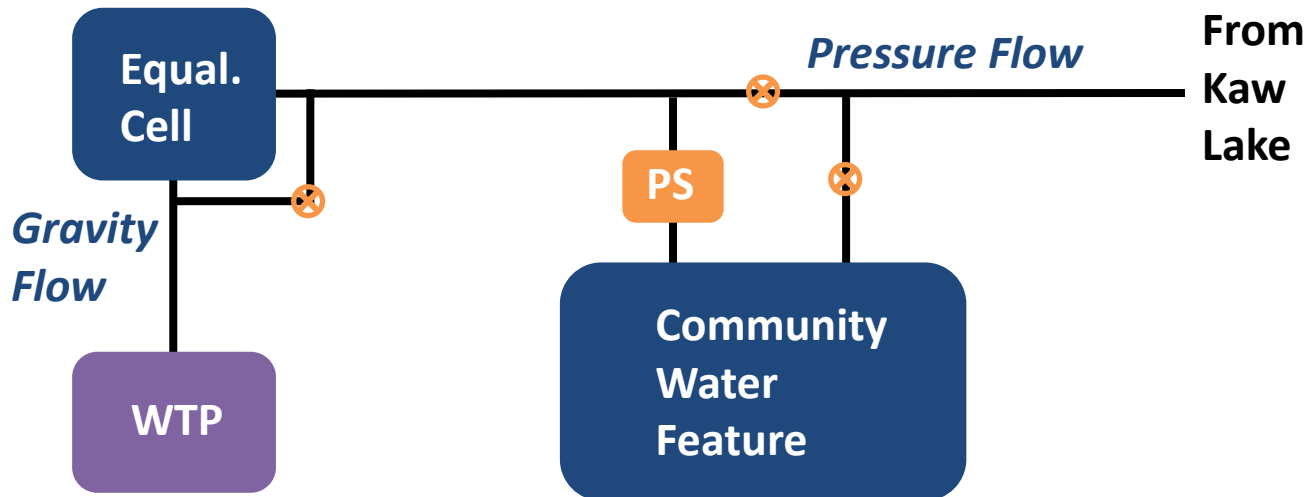 Equal.
Cell
Pressure Flow
From
Kaw
Lake
PS
Gravity
Flow
Community
Water
Feature
WTP